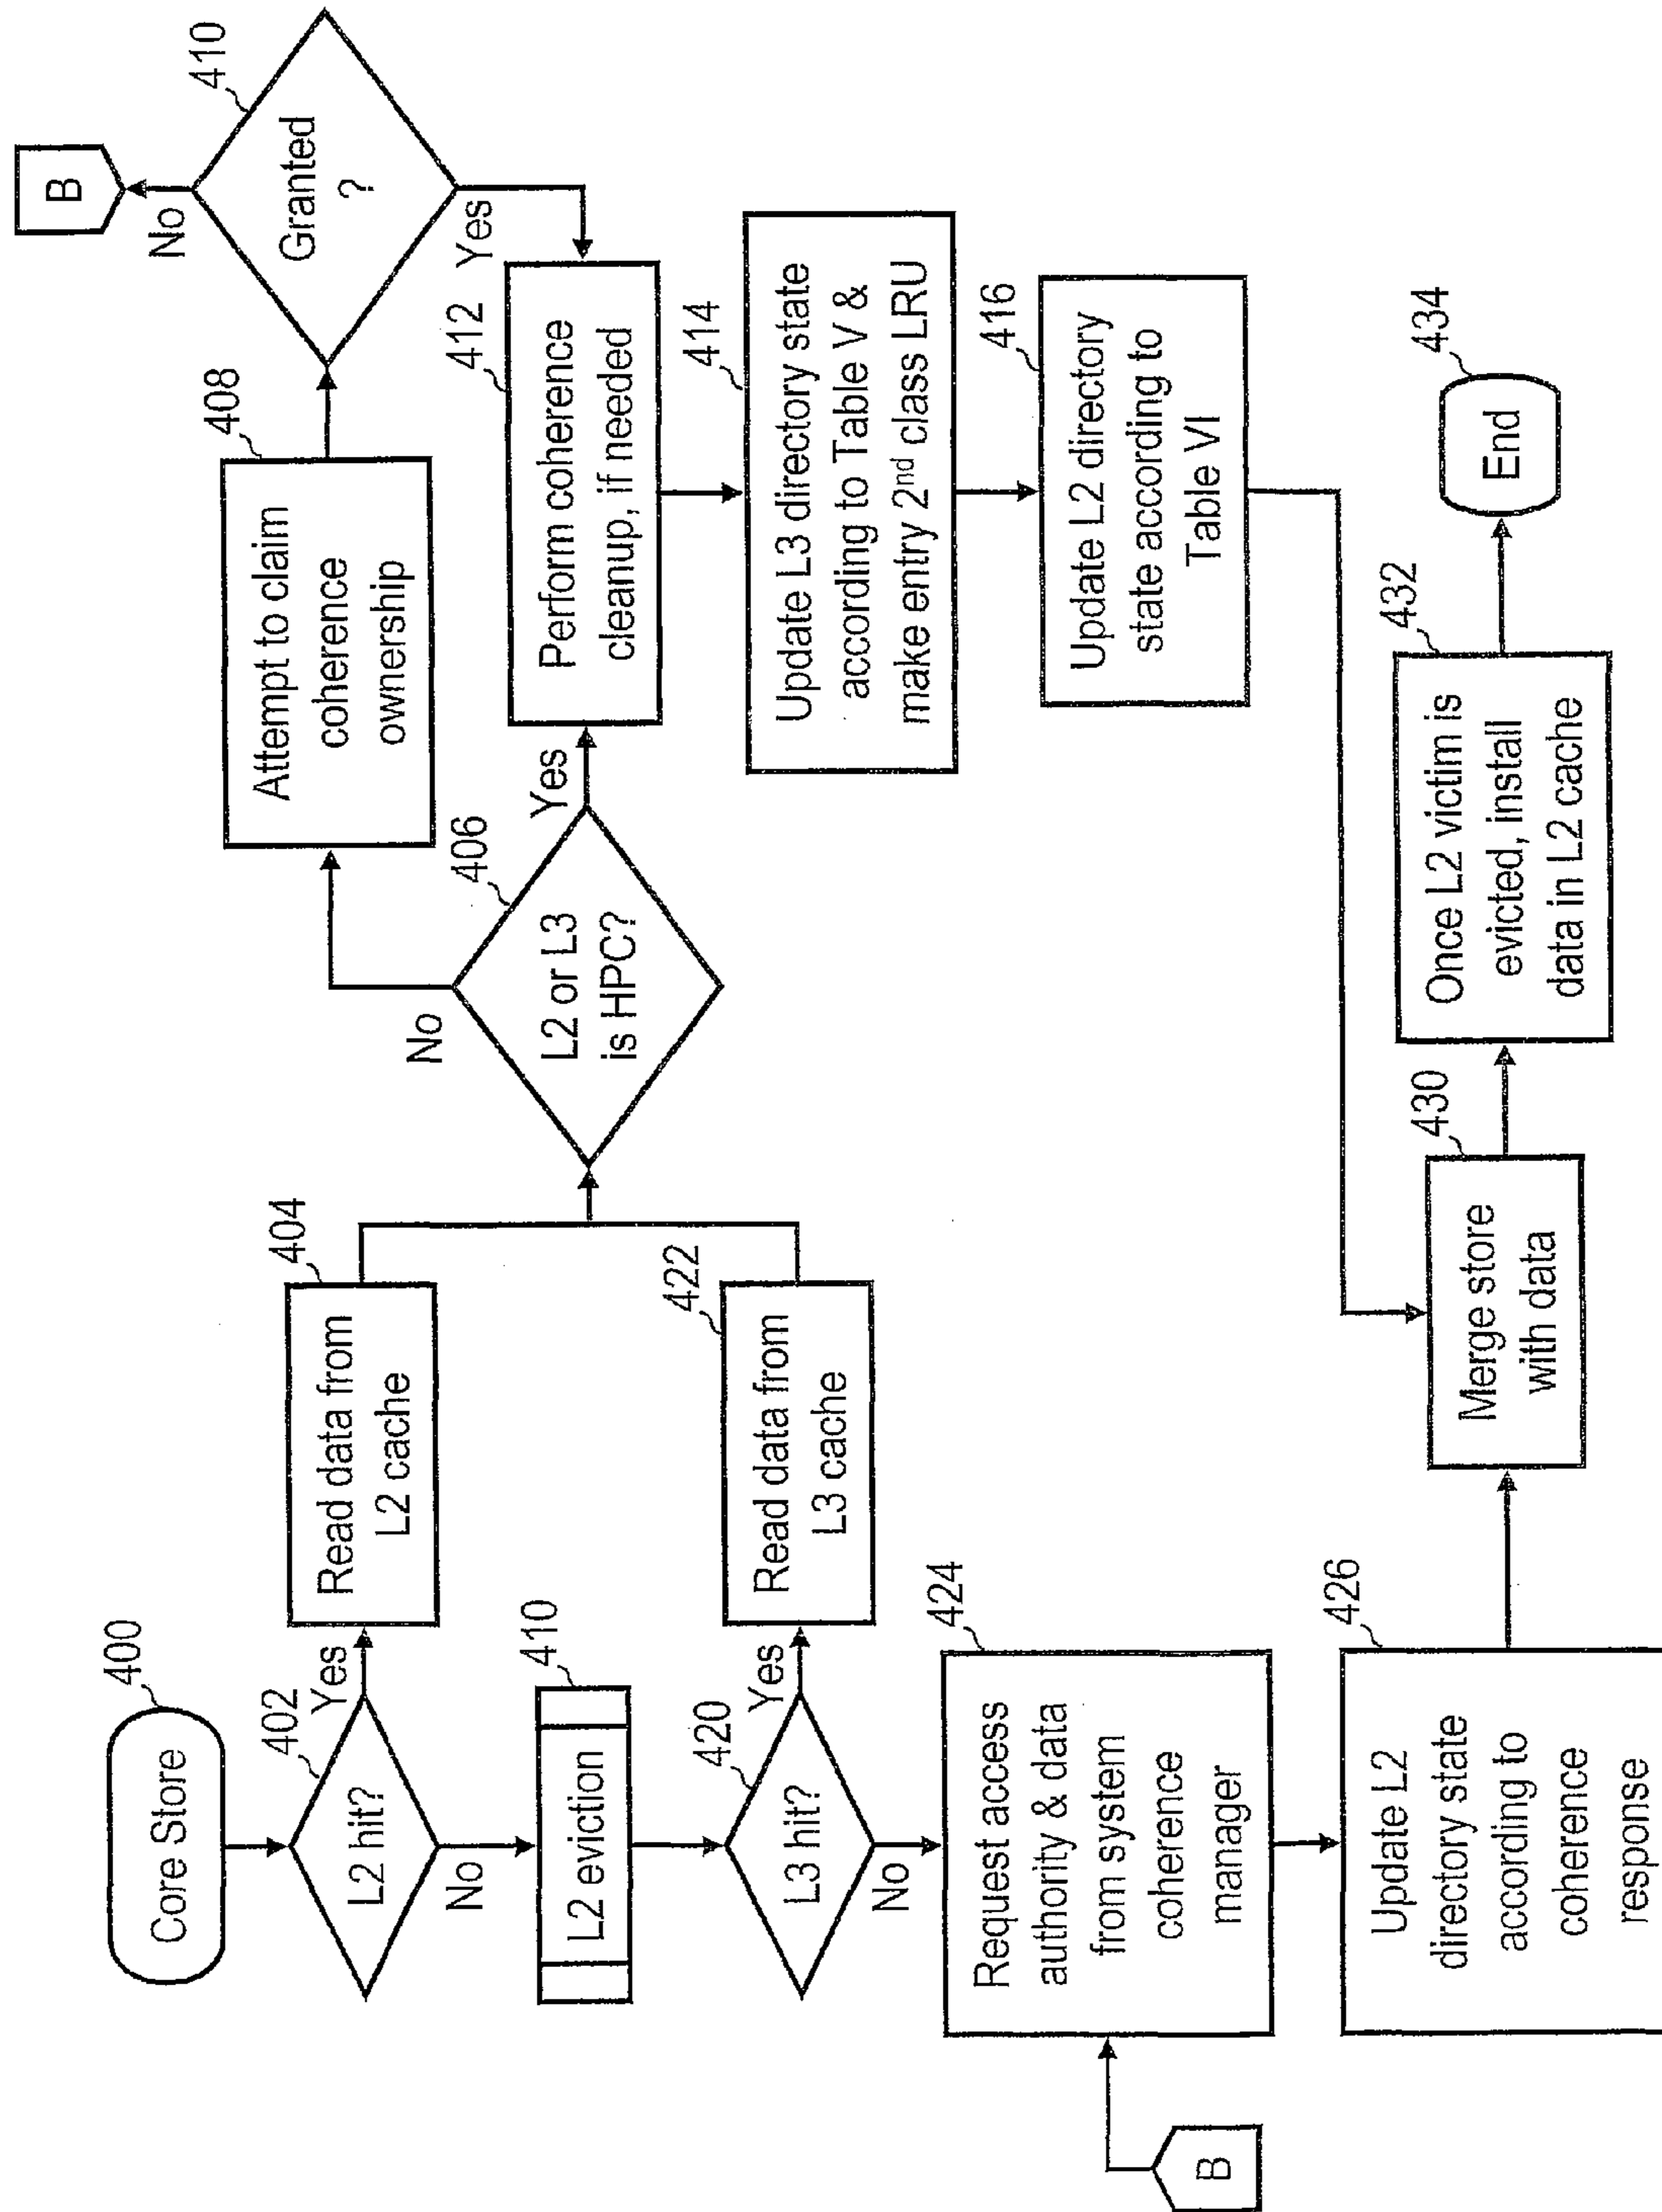 400
Core Store
402
L2 hit?
Yes
No
404
Read data from
L2 cache
410
L2 eviction
420
L3 hit?
Yes
No
422
Read data from
L3 cache
406
L2 or L3
is HPC?
No
Yes
408
Attempt to claim
coherence
ownership
410
Granted
?
No
B
Yes
412
Perform coherence
cleanup, if needed
414
Update L3 directory state
according to Table V &
make entry 2nd class LRU
416
Update L2 directory
state according to
Table VI
B
424
Request access
authority & data
from system
coherence
manager
426
Update L2
directory state
according to
coherence
response
430
Merge store
with data
432
Once L2 victim is
evicted, install
data in L2 cache
434
End